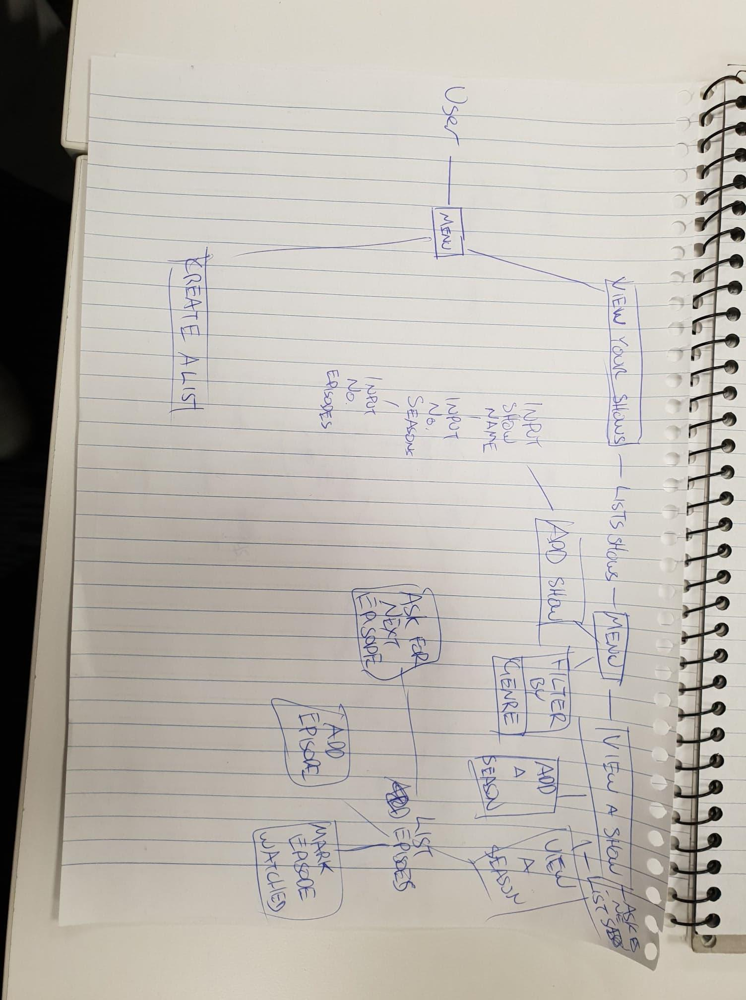 User
MENU
VIEW YOUR SHOWS
LISTS SHOWS
MENU
VIEW A SHOW
ASK
NE
LIST
ADD SHOW
INPUT
SHOW
NAME
INPUT
NO.
SEASONS
INPUT
NO.
EPISODES
FILTER
BY
GENRE
ADD
A
SEASON
VIEW
A
SEASON
LIST
EPISODES
ASK FOR
NEXT
EPISODE
ADD
EPISODE
MARK
EPISODE
WATCHED
CREATE A LIST